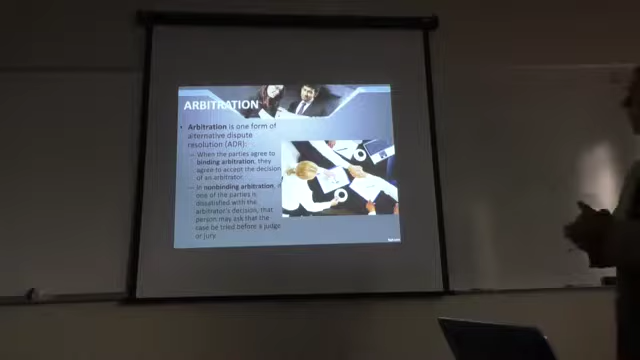 ARBITRATION
• Arbitration is one form of
alternative dispute
resolution (ADR):
– When the parties agree to
binding arbitration, they
agree to accept the decision
of an arbitrator.
– In nonbinding arbitration, if
one of the parties is
dissatisfied with the
arbitrator's decision, that
person may ask that the
case be tried before a judge
or jury.